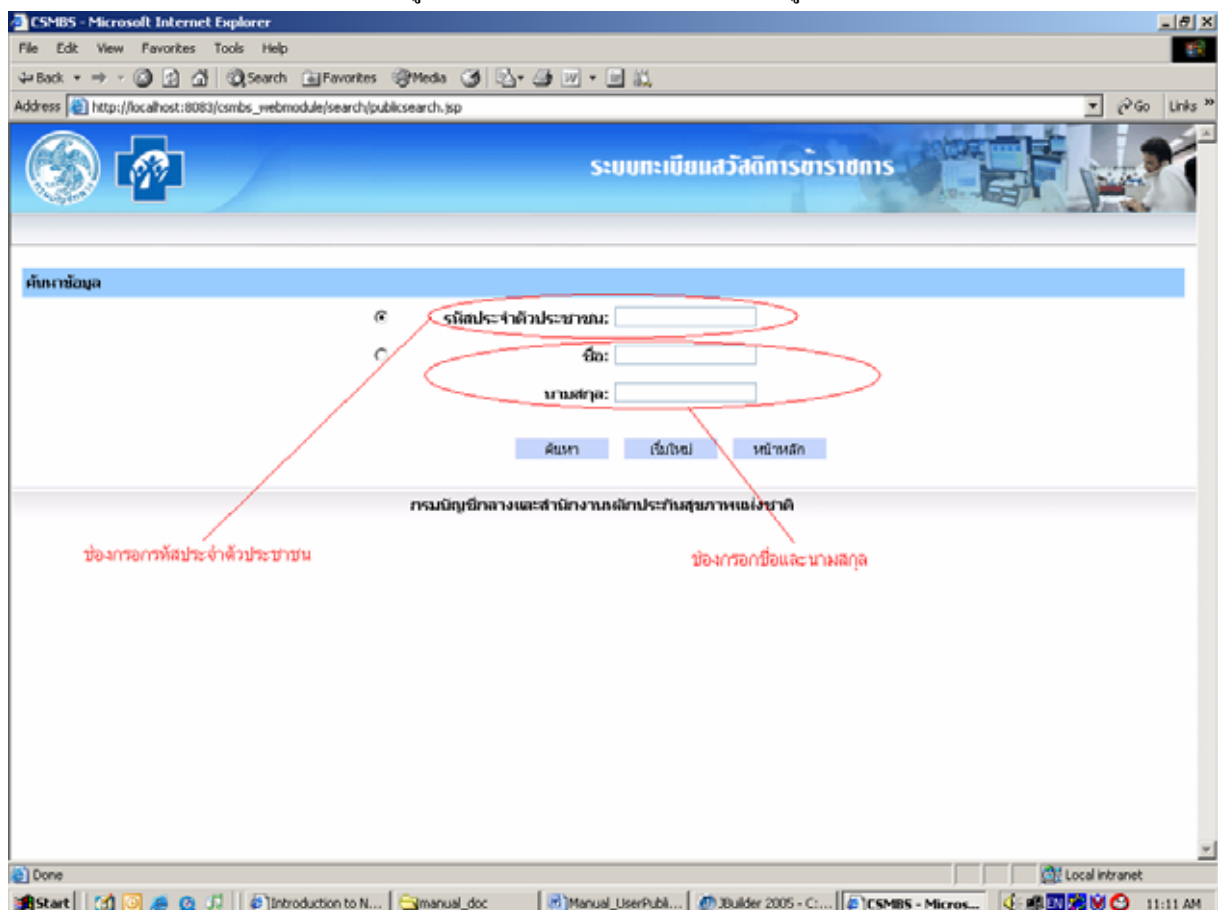 CSMBS - Microsoft Internet Explorer
File Edit View Favorites Tools Help
Back Search Favorites Media
Address http://localhost:8083/csmbs_webmodule/search/publicsearch.jsp Go Links »
ระบบทะเบียนสวัสดิการข้าราชการ
ค้นหาข้อมูล
รหัสประจำตัวประชาชน:
ชื่อ:
นามสกุล:
ค้นหา เริ่มใหม่ หน้าหลัก
กรมบัญชีกลางและสำนักงานหลักประกันสุขภาพแห่งชาติ
ช่องกรอกรหัสประจำตัวประชาชน
ช่องกรอกชื่อและนามสกุล
Done Local intranet
Start Introduction to N... manual_doc Manual_UserPubli... JBuilder 2005 - C:... CSMBS - Micros... EN 11:11 AM